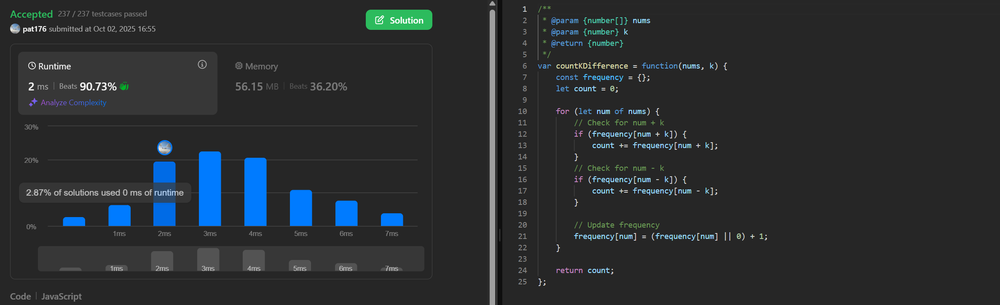 Accepted 237 / 237 testcases passed
pat176 submitted at Oct 02, 2025 16:55
Solution
Runtime
2 ms | Beats 90.73%
Analyze Complexity
Memory
56.15 MB | Beats 36.20%
30%
20%
2.87% of solutions used 0 ms of runtime
0%
1ms 2ms 3ms 4ms 5ms 6ms 7ms
1ms 2ms 3ms 4ms 5ms 6ms 7ms
Code | JavaScript
1 /**
2  * @param {number[]} nums
3  * @param {number} k
4  * @return {number}
5  */
6 var countKDifference = function(nums, k) {
7     const frequency = {};
8     let count = 0;
9
10     for (let num of nums) {
11         // Check for num + k
12         if (frequency[num + k]) {
13             count += frequency[num + k];
14         }
15         // Check for num - k
16         if (frequency[num - k]) {
17             count += frequency[num - k];
18         }
19
20         // Update frequency
21         frequency[num] = (frequency[num] || 0) + 1;
22     }
23
24     return count;
25 };